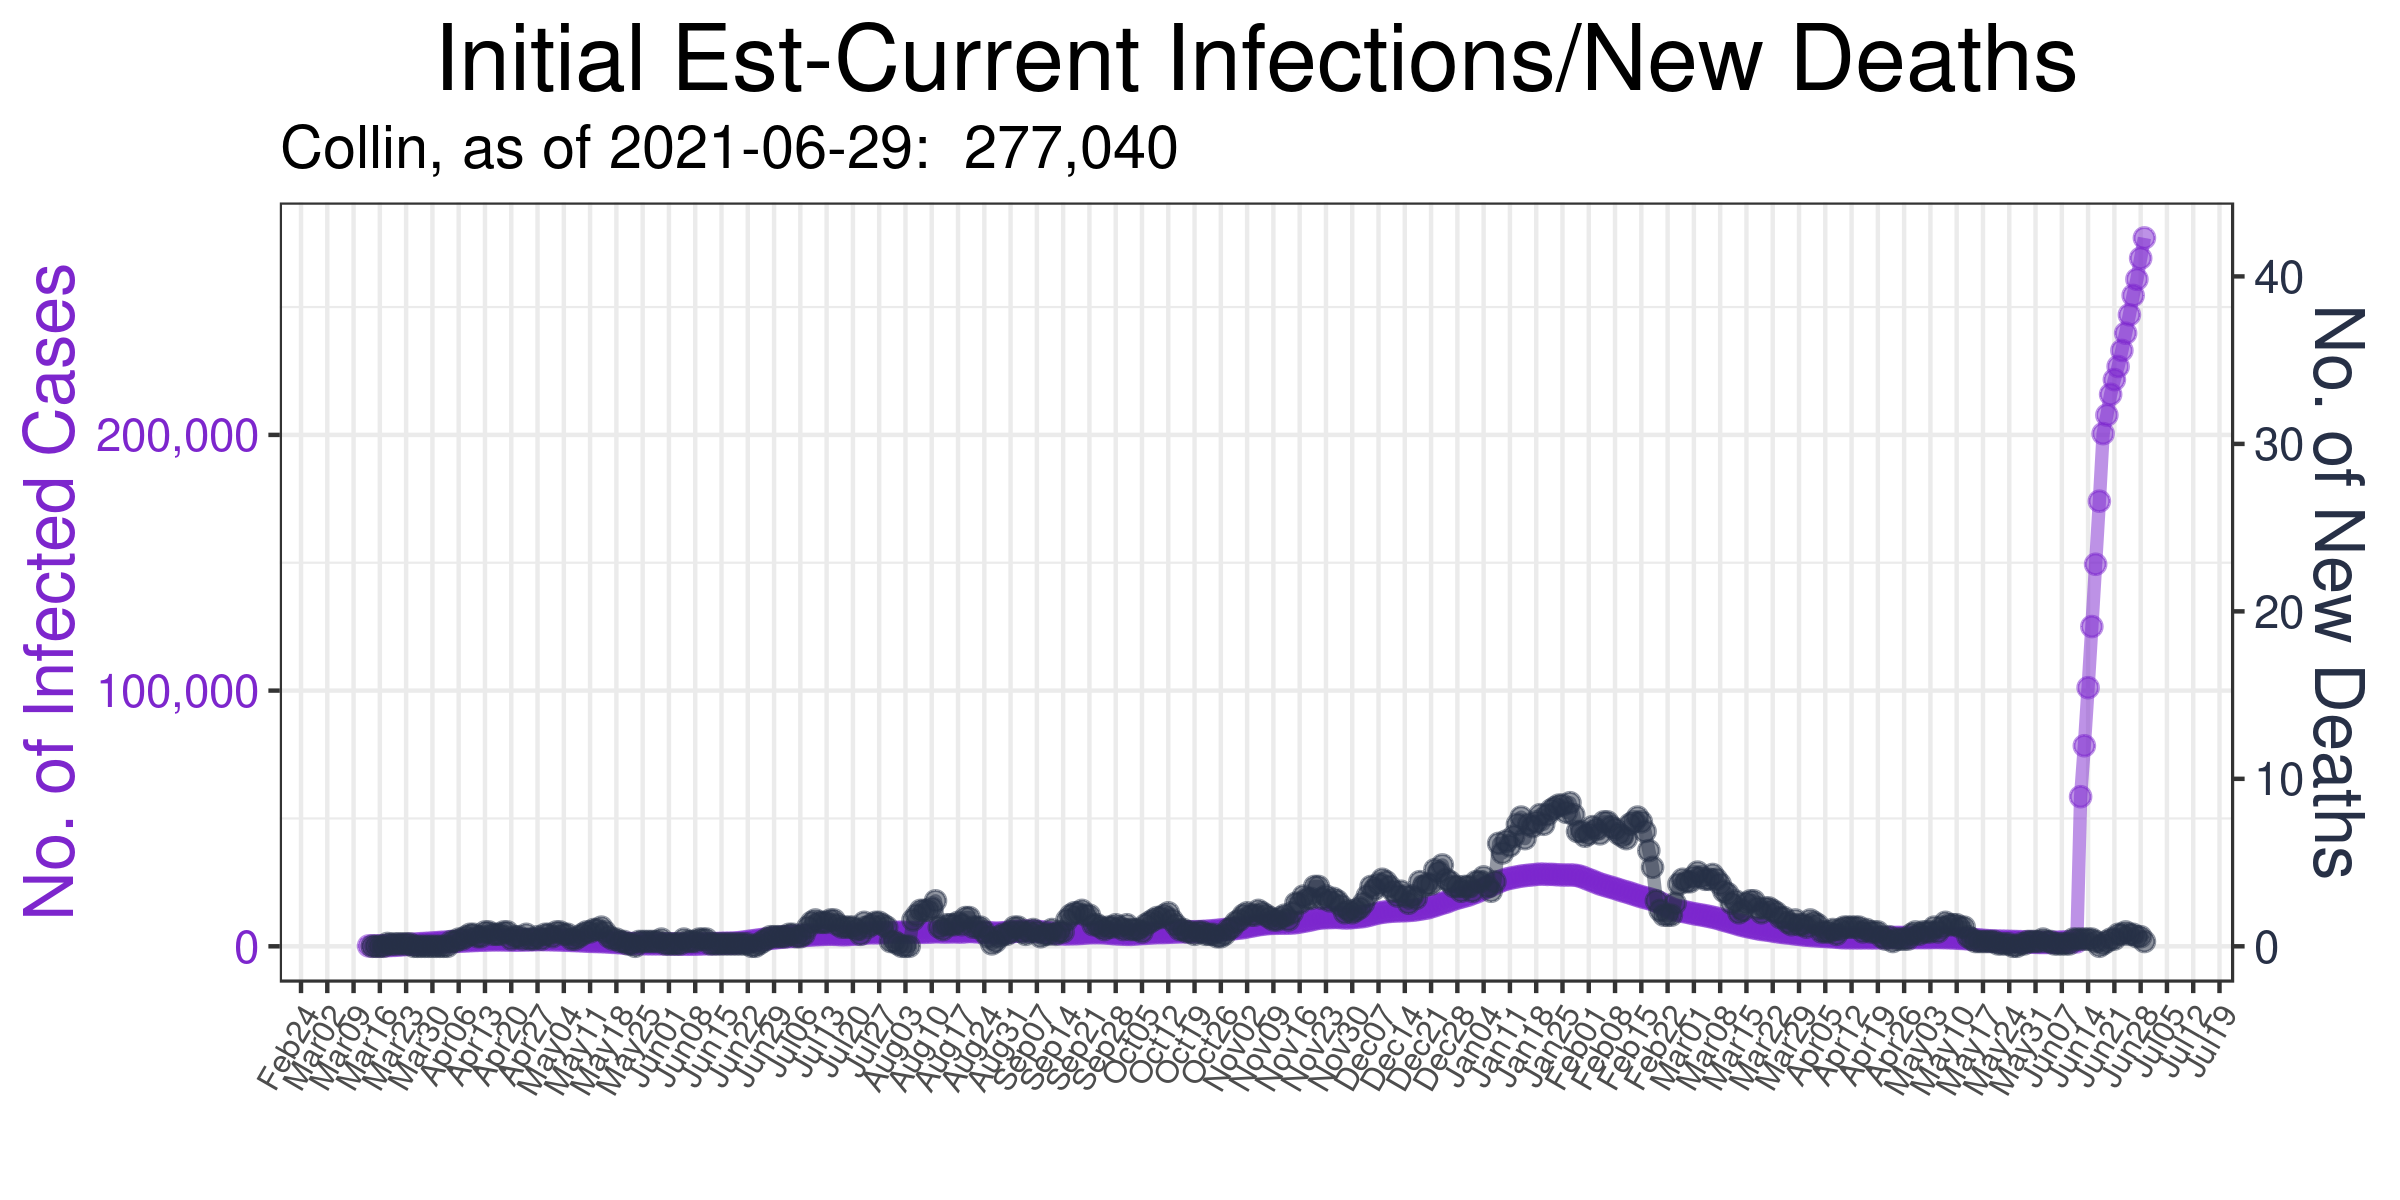 Initial Est-Current Infections/New Deaths
Collin, as of 2021-06-29:  277,040
No. of Infected Cases
200,000
100,000
0
40
30
20
10
0
No. of New Deaths
Feb24
Mar02
Mar09
Mar16
Mar23
Mar30
Apr06
Apr13
Apr20
Apr27
May04
May11
May18
May25
Jun01
Jun08
Jun15
Jun22
Jun29
Jul06
Jul13
Jul20
Jul27
Aug03
Aug10
Aug17
Aug24
Aug31
Sep07
Sep14
Sep21
Sep28
Oct05
Oct12
Oct19
Oct26
Nov02
Nov09
Nov16
Nov23
Nov30
Dec07
Dec14
Dec21
Dec28
Jan04
Jan11
Jan18
Jan25
Feb01
Feb08
Feb15
Feb22
Mar01
Mar08
Mar15
Mar22
Mar29
Apr05
Apr12
Apr19
Apr26
May03
May10
May17
May24
May31
Jun07
Jun14
Jun21
Jun28
Jul05
Jul12
Jul19